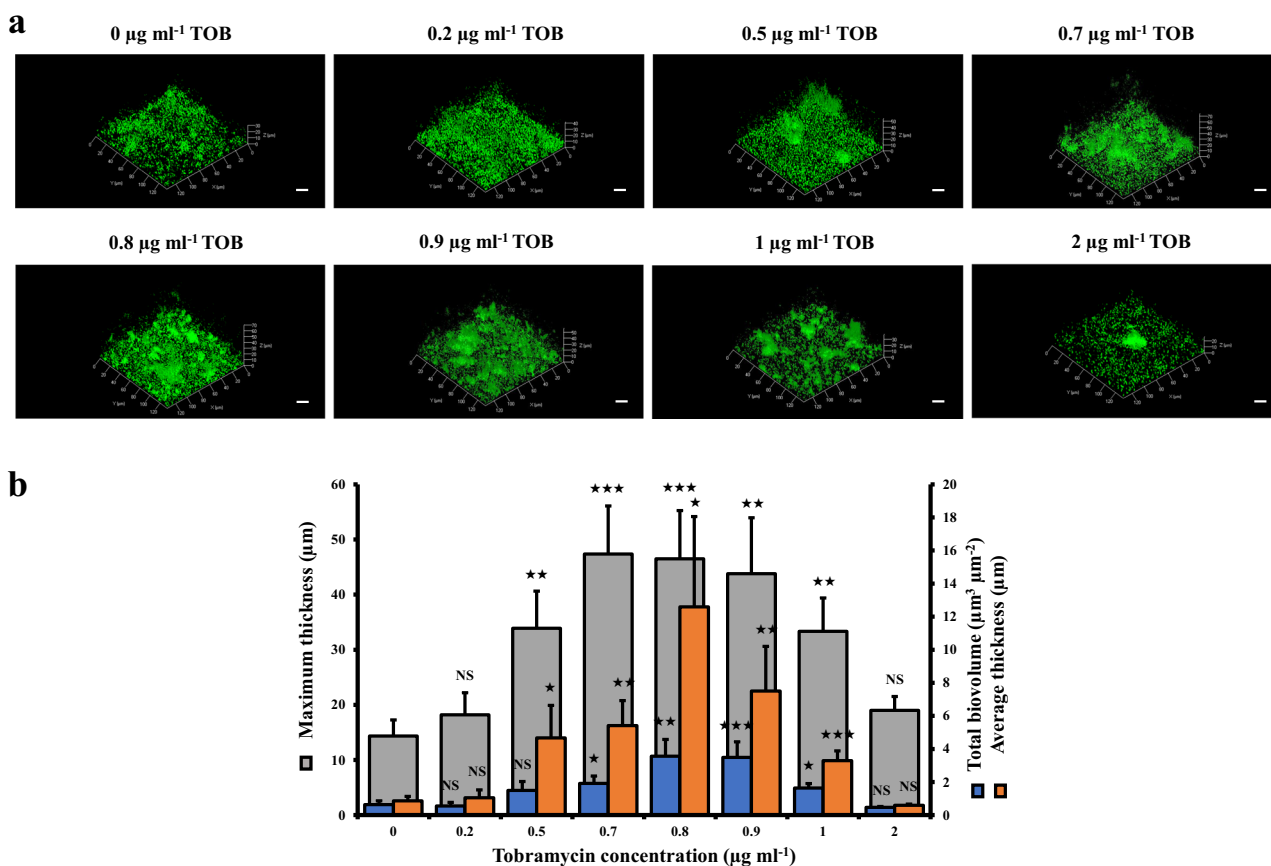 a
0 µg ml-1 TOB
0.2 µg ml-1 TOB
0.5 µg ml-1 TOB
0.7 µg ml-1 TOB
0.8 µg ml-1 TOB
0.9 µg ml-1 TOB
1 µg ml-1 TOB
2 µg ml-1 TOB
b
Maximum thickness (µm)
60
50
40
30
20
10
0
NS
NS
NS
★★
★
NS
★★★
★★
★
★★★
★
★★
★★
★★
★★★
★★
★★★
★
NS
NS
NS
20
18
16
14
12
10
8
6
4
2
0
Total biovolume (µm3 µm-2)
Average thickness (µm)
0 0.2 0.5 0.7 0.8 0.9 1 2
Tobramycin concentration (µg ml-1)